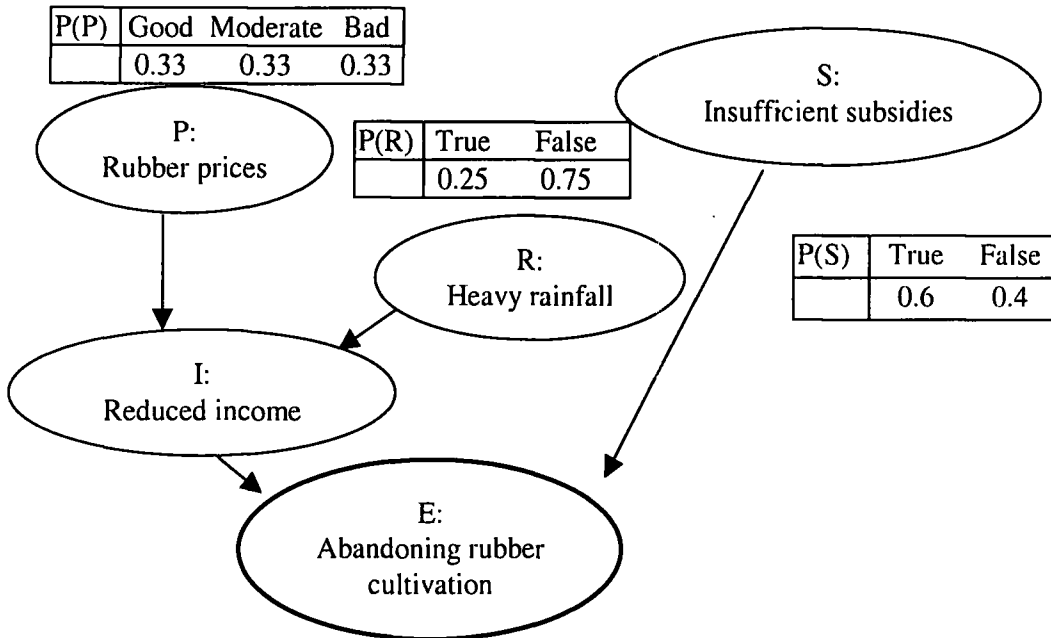 P(P) Good Moderate Bad
0.33 0.33 0.33
P:
Rubber prices
S:
Insufficient subsidies
P(R) True False
0.25 0.75
R:
Heavy rainfall
P(S) True False
0.6 0.4
I:
Reduced income
E:
Abandoning rubber
cultivation